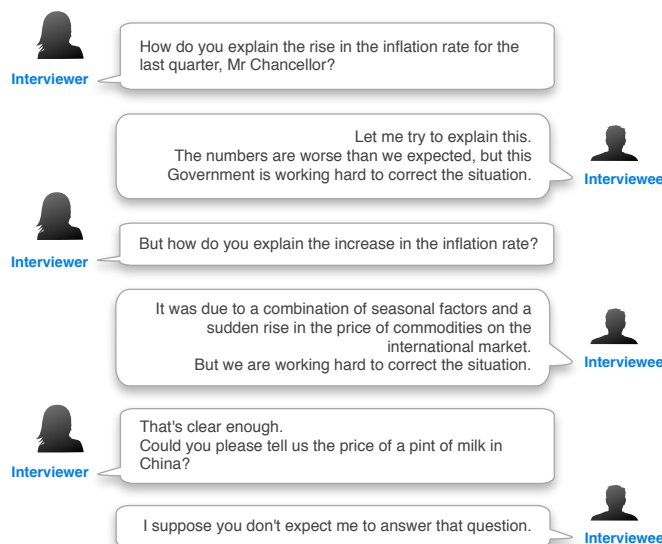 How do you explain the rise in the inflation rate for the
last quarter, Mr Chancellor?
Interviewer
Let me try to explain this.
The numbers are worse than we expected, but this
Government is working hard to correct the situation.
Interviewee
But how do you explain the increase in the inflation rate?
Interviewer
It was due to a combination of seasonal factors and a
sudden rise in the price of commodities on the
international market.
But we are working hard to correct the situation.
Interviewee
That's clear enough.
Could you please tell us the price of a pint of milk in
China?
Interviewer
I suppose you don't expect me to answer that question.
Interviewee